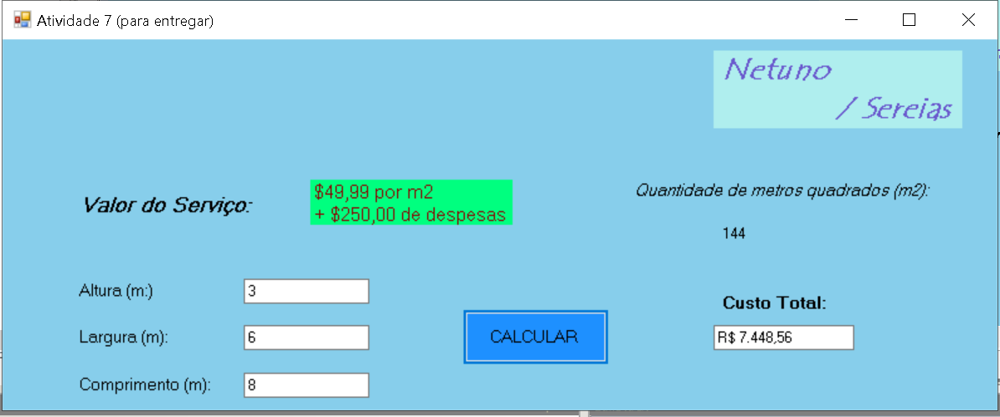 Atividade 7 (para entregar)
Netuno
/ Sereias
Valor do Serviço:
$49,99 por m2
+ $250,00 de despesas
Quantidade de metros quadrados (m2):
144
Altura (m:)
3
Largura (m):
6
Comprimento (m):
8
CALCULAR
Custo Total:
R$ 7.448,56